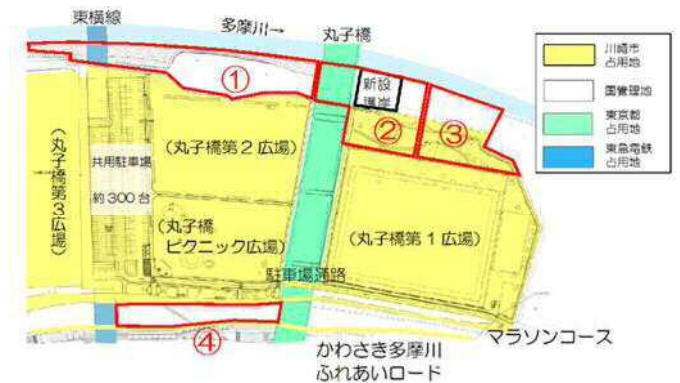 東横線
多摩川→
丸子橋
川崎市
占用地
国管理地
東京都
占用地
東急電鉄
占用地
①
新設
護岸
②
③
(丸子橋第3広場)
共用駐車場
約300台
(丸子橋第2広場)
(丸子橋
ピクニック広場)
(丸子橋第1広場)
駐車場通路
④
マラソンコース
かわさき多摩川
ふれあいロード